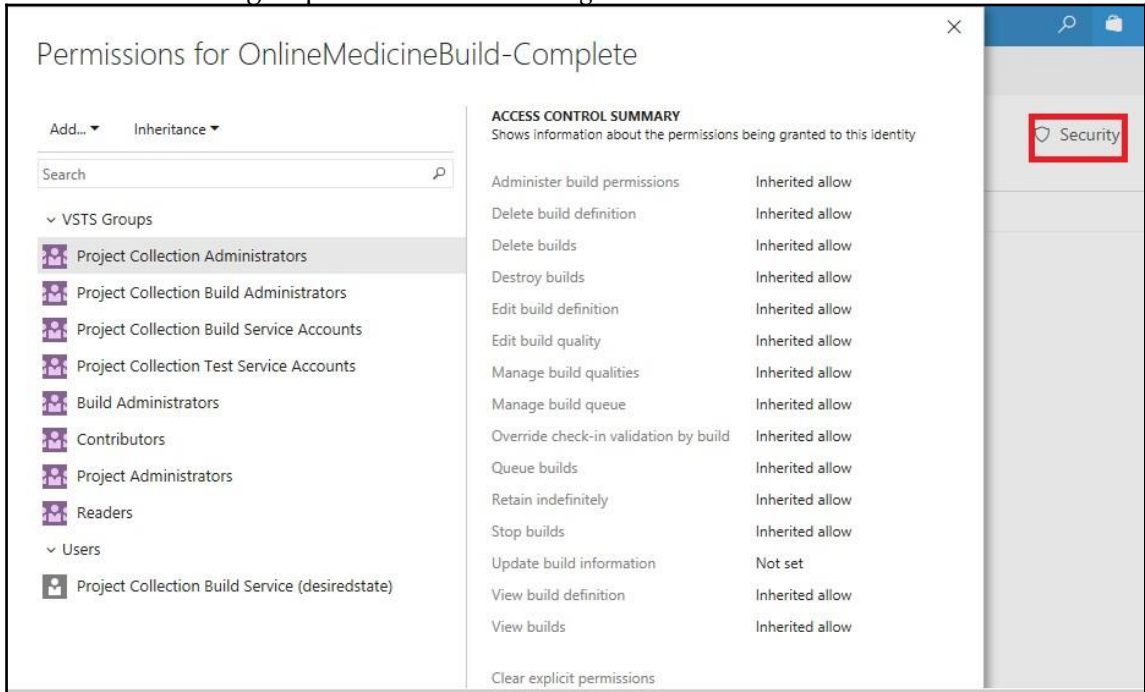 Permissions for OnlineMedicineBuild-Complete
Add...
Inheritance
Search
VSTS Groups
Project Collection Administrators
Project Collection Build Administrators
Project Collection Build Service Accounts
Project Collection Test Service Accounts
Build Administrators
Contributors
Project Administrators
Readers
Users
Project Collection Build Service (desiredstate)
ACCESS CONTROL SUMMARY
Shows information about the permissions being granted to this identity
Administer build permissions Inherited allow
Delete build definition Inherited allow
Delete builds Inherited allow
Destroy builds Inherited allow
Edit build definition Inherited allow
Edit build quality Inherited allow
Manage build qualities Inherited allow
Manage build queue Inherited allow
Override check-in validation by build Inherited allow
Queue builds Inherited allow
Retain indefinitely Inherited allow
Stop builds Inherited allow
Update build information Not set
View build definition Inherited allow
View builds Inherited allow
Clear explicit permissions
Security